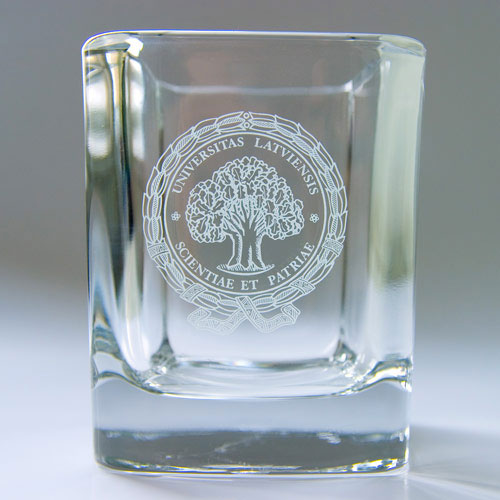 UNIVERSITAS LATVIENSIS
SCIENTIAE ET PATRIAE